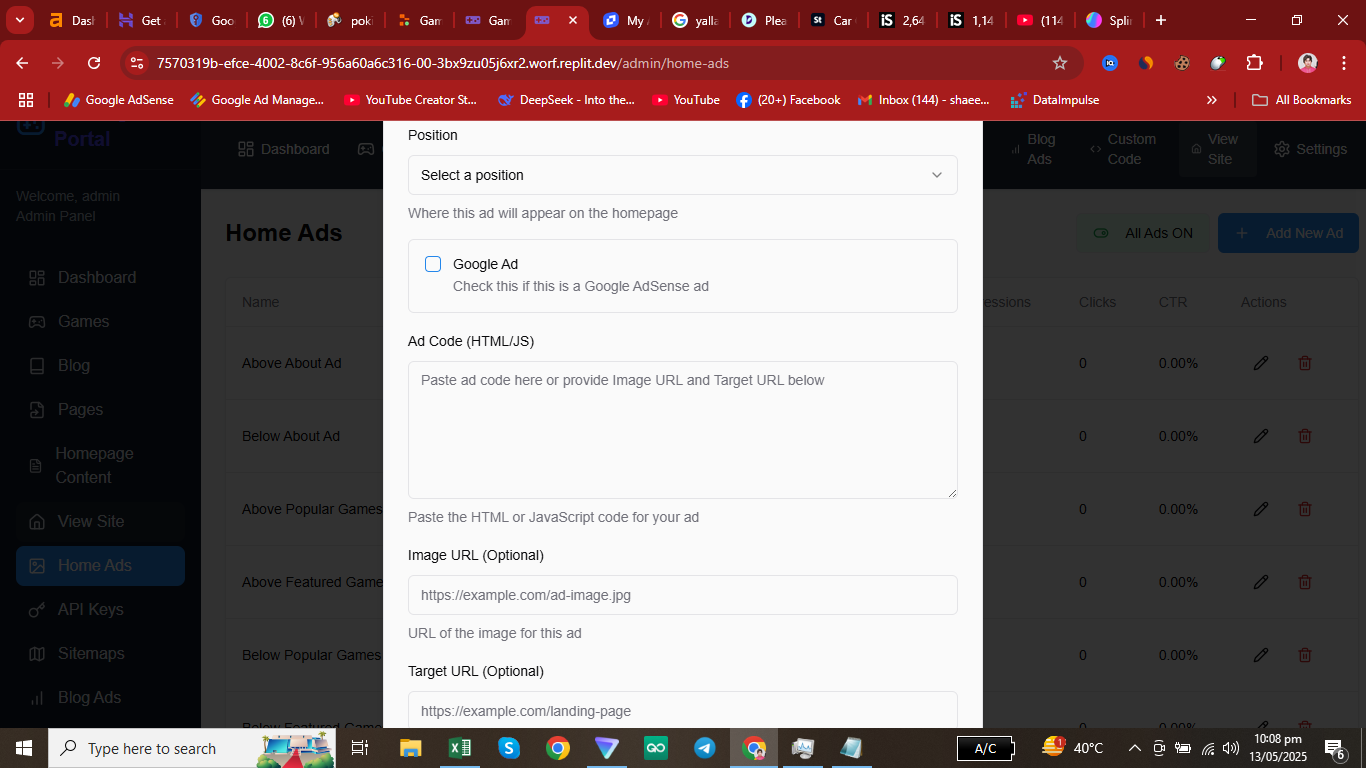 Dash
Get
Goo
(6) W
poki
Gam
Gam
My
yalla
Plea
Car
2,64
1,14
(114
Splin
7570319b-efce-4002-8c6f-956a60a6c316-00-3bx9zu05j6xr2.worf.replit.dev/admin/home-ads
Google AdSense
Google Ad Manage...
YouTube Creator St...
DeepSeek - Into the...
YouTube
(20+) Facebook
Inbox (144) - shaee...
DataImpulse
All Bookmarks
Portal
Dashboard
Blog
Ads
Custom
Code
View
Site
Settings
Welcome, admin
Admin Panel
Dashboard
Games
Blog
Pages
Homepage
Content
View Site
Home Ads
API Keys
Sitemaps
Blog Ads
Home Ads
All Ads ON
Add New Ad
Name
essions
Clicks
CTR
Actions
Above About Ad
0
0.00%
Below About Ad
0
0.00%
Above Popular Games
0
0.00%
Above Featured Game
0
0.00%
Below Popular Games
0
0.00%
Below Featured Game
0
0.00%
Position
Select a position
Where this ad will appear on the homepage
Google Ad
Check this if this is a Google AdSense ad
Ad Code (HTML/JS)
Paste ad code here or provide Image URL and Target URL below
Paste the HTML or JavaScript code for your ad
Image URL (Optional)
https://example.com/ad-image.jpg
URL of the image for this ad
Target URL (Optional)
https://example.com/landing-page
Type here to search
A/C
40°C
10:08 pm
13/05/2025
6